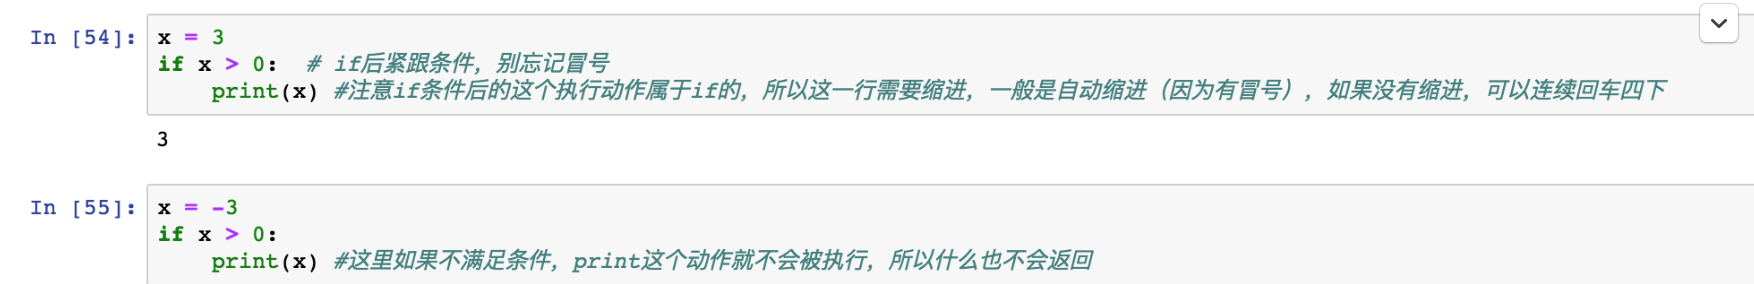 In [54]: x = 3
if x > 0:  # if后紧跟条件，别忘记冒号
    print(x) #注意if条件后的这个执行动作属于if的，所以这一行需要缩进，一般是自动缩进（因为有冒号），如果没有缩进，可以连续回车四下
3
In [55]: x = -3
if x > 0:
    print(x) #这里如果不满足条件，print这个动作就不会被执行，所以什么也不会返回